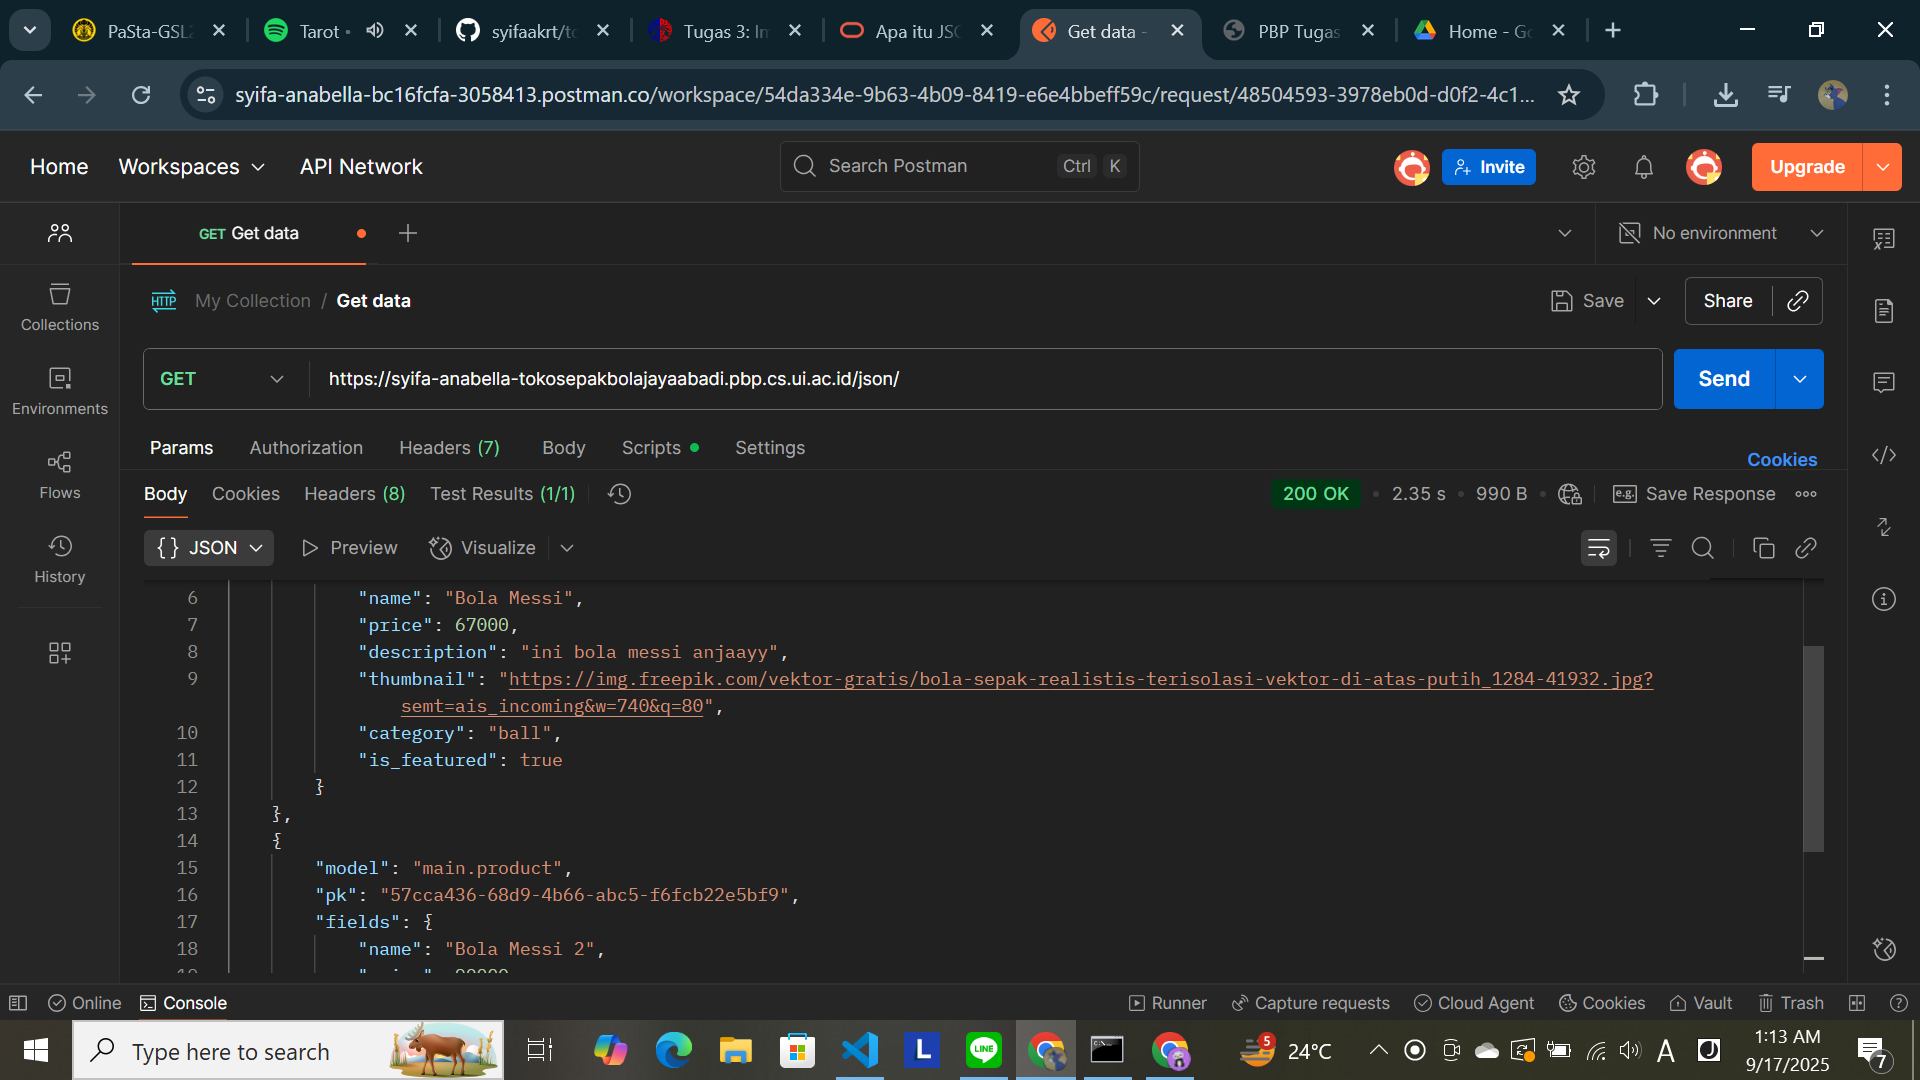 PaSta-GSL2
Tarot •
syifaakrt/to
Tugas 3: Im
Apa itu JSO
Get data -
PBP Tugas
Home - Go
syifa-anabella-bc16fcfa-3058413.postman.co/workspace/54da334e-9b63-4b09-8419-e6e4bbeff59c/request/48504593-3978eb0d-d0f2-4c1...
Home
Workspaces
API Network
Search Postman
Ctrl K
Invite
Upgrade
GET Get data
No environment
HTTP My Collection / Get data
Save
Share
GET
https://syifa-anabella-tokosepakbolajayaabadi.pbp.cs.ui.ac.id/json/
Send
Collections
Environments
Flows
History
Params
Authorization
Headers (7)
Body
Scripts
Settings
Cookies
Body
Cookies
Headers (8)
Test Results (1/1)
200 OK • 2.35 s • 990 B •
e.g. Save Response
{} JSON
Preview
Visualize
6 "name": "Bola Messi",
7 "price": 67000,
8 "description": "ini bola messi anjaayy",
9 "thumbnail": "https://img.freepik.com/vektor-gratis/bola-sepak-realistis-terisolasi-vektor-di-atas-putih_1284-41932.jpg?
semt=ais_incoming&w=740&q=80",
10 "category": "ball",
11 "is_featured": true
12 }
13 },
14 {
15 "model": "main.product",
16 "pk": "57cca436-68d9-4b66-abc5-f6fcb22e5bf9",
17 "fields": {
18 "name": "Bola Messi 2",
Online
Console
Runner
Capture requests
Cloud Agent
Cookies
Vault
Trash
Type here to search
L
LINE
5
24°C
A
1:13 AM
9/17/2025
7